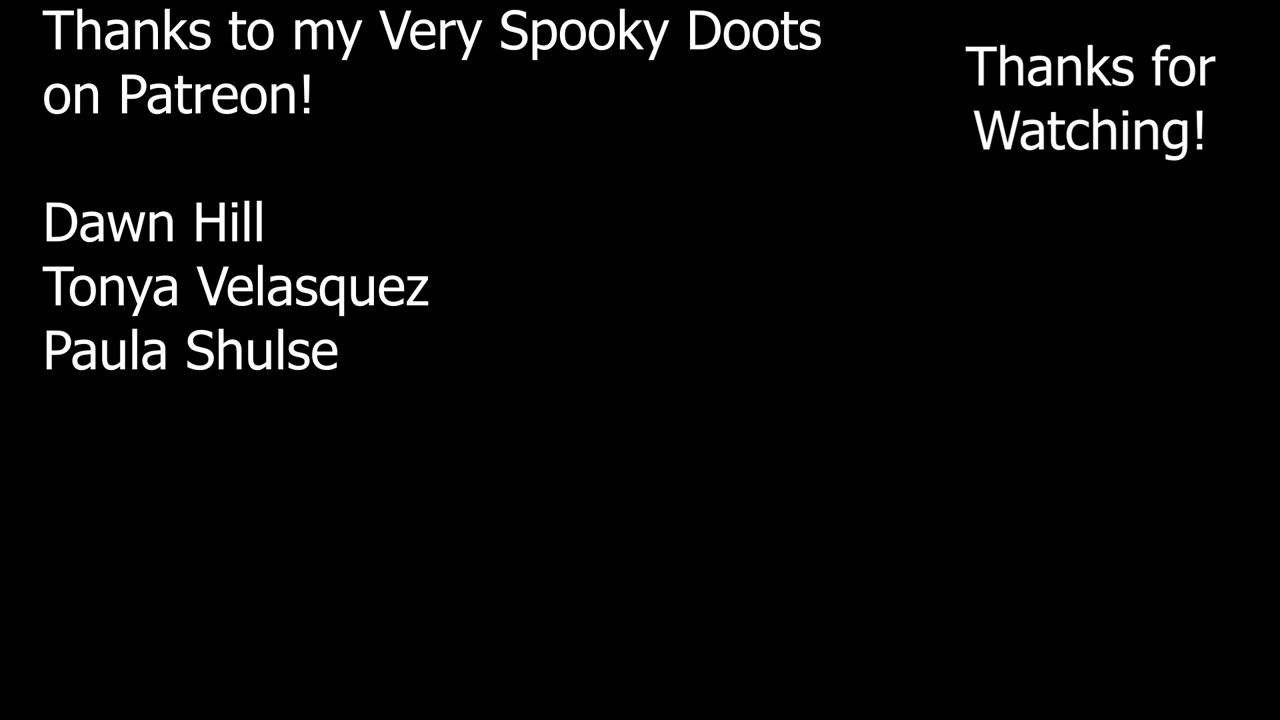 Thanks to my Very Spooky Doots
on Patreon!
Dawn Hill
Tonya Velasquez
Paula Shulse
Thanks for
Watching!